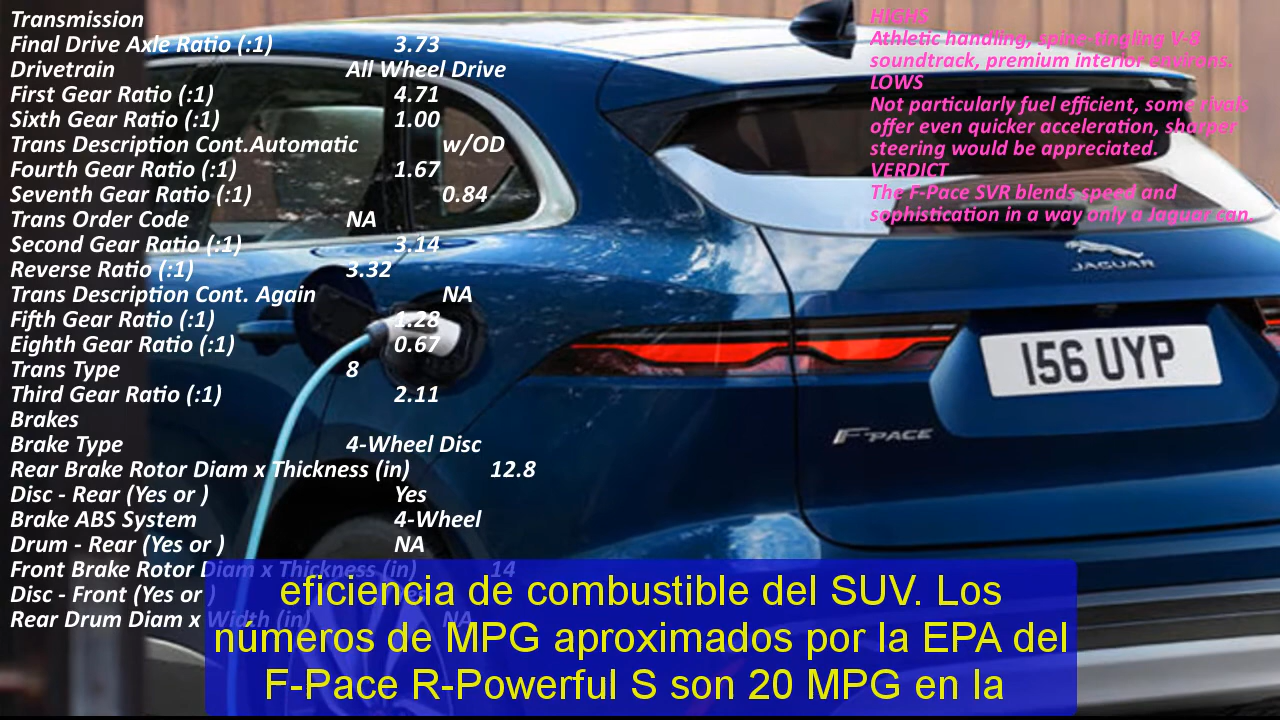 Transmission
Final Drive Axle Ratio (:1) 3.73
Drivetrain All Wheel Drive
First Gear Ratio (:1) 4.71
Sixth Gear Ratio (:1) 1.00
Trans Description Cont.Automatic w/OD
Fourth Gear Ratio (:1) 1.67
Seventh Gear Ratio (:1) 0.84
Trans Order Code NA
Second Gear Ratio (:1) 3.14
Reverse Ratio (:1) 3.32
Trans Description Cont. Again NA
Fifth Gear Ratio (:1) 1.28
Eighth Gear Ratio (:1) 0.67
Trans Type 8
Third Gear Ratio (:1) 2.11
Brakes
Brake Type 4-Wheel Disc
Rear Brake Rotor Diam x Thickness (in) 12.8
Disc - Rear (Yes or ) Yes
Brake ABS System 4-Wheel
Drum - Rear (Yes or ) NA
Front Brake Rotor Diam x Thickness (in) 14
Disc - Front (Yes or ) Yes
Rear Drum Diam x Width (in) NA
HIGHS
Athletic handling, spine-tingling V-8
soundtrack, premium interior environs.
LOWS
Not particularly fuel efficient, some rivals
offer even quicker acceleration, sharper
steering would be appreciated.
VERDICT
The F-Pace SVR blends speed and
sophistication in a way only a Jaguar can.
JAGUAR
I56 UYP
F-PACE
eficiencia de combustible del SUV. Los
números de MPG aproximados por la EPA del
F-Pace R-Powerful S son 20 MPG en la